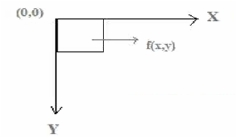 (0,0)
X
f(x,y)
Y